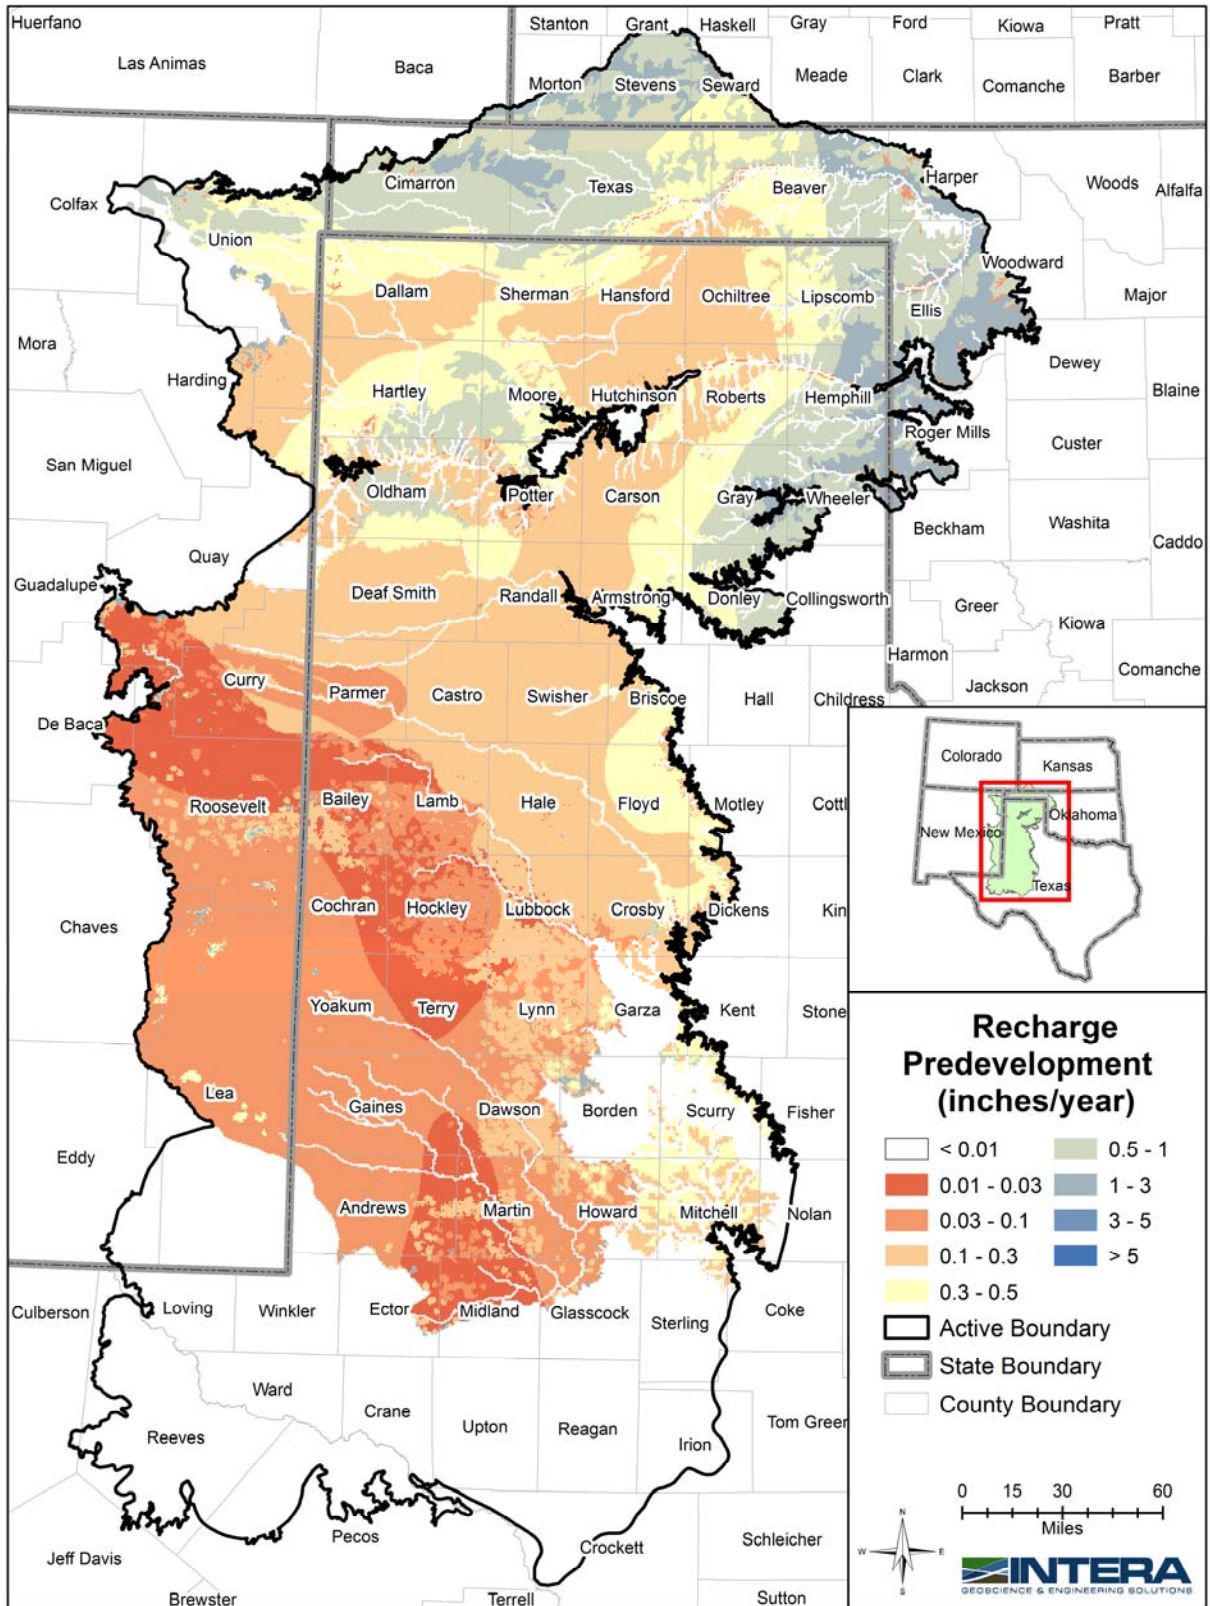 Huerfano
Stanton
Grant
Haskell
Gray
Ford
Kiowa
Pratt
Las Animas
Baca
Morton
Stevens
Seward
Meade
Clark
Comanche
Barber
Colfax
Cimarron
Texas
Beaver
Harper
Woods
Alfalfa
Union
Woodward
Dallam
Sherman
Hansford
Ochiltree
Lipscomb
Ellis
Major
Mora
Harding
Hartley
Moore
Hutchinson
Roberts
Hemphill
Dewey
Blaine
San Miguel
Roger Mills
Custer
Oldham
Potter
Carson
Gray
Wheeler
Beckham
Washita
Caddo
Quay
Guadalupe
Deaf Smith
Randall
Armstrong
Donley
Collingsworth
Greer
Kiowa
Harmon
Curry
Parmer
Castro
Swisher
Briscoe
Hall
Childress
Jackson
Comanche
De Baca
Roosevelt
Bailey
Lamb
Hale
Floyd
Motley
Cottl
Chaves
Cochran
Hockley
Lubbock
Crosby
Dickens
Kin
Yoakum
Terry
Lynn
Garza
Kent
Stone
Lea
Gaines
Dawson
Borden
Scurry
Fisher
Eddy
Andrews
Martin
Howard
Mitchell
Nolan
Culberson
Loving
Winkler
Ector
Midland
Glasscock
Sterling
Coke
Ward
Crane
Upton
Reagan
Irion
Tom Green
Reeves
Pecos
Crockett
Schleicher
Jeff Davis
Brewster
Terrell
Sutton
Colorado
Kansas
New Mexico
Oklahoma
Texas
Recharge
Predevelopment
(inches/year)
< 0.01
0.01 - 0.03
0.03 - 0.1
0.1 - 0.3
0.3 - 0.5
0.5 - 1
1 - 3
3 - 5
> 5
Active Boundary
State Boundary
County Boundary
0 15 30 60
Miles
N
W E
S
INTERA
GEOSCIENCE & ENGINEERING SOLUTIONS